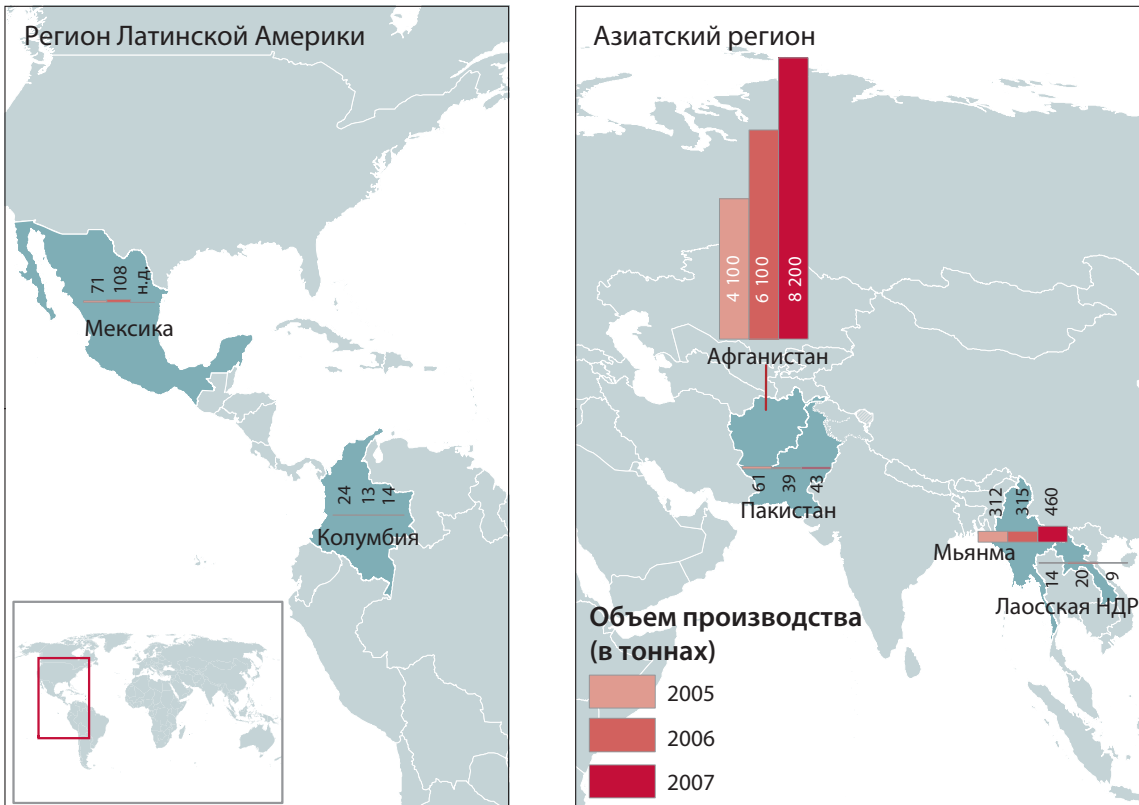 Регион Латинской Америки
71
108
н.д.
Мексика
24
13
14
Колумбия
Азиатский регион
4 100
6 100
8 200
Афганистан
61
39
43
Пакистан
312
315
460
Мьянма
14
20
9
Лаосская НДР
Объем производства
(в тоннах)
2005
2006
2007